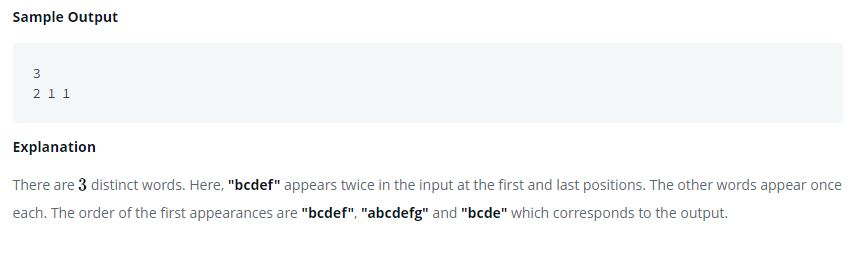 Sample Output
3
2 1 1
Explanation
There are 3 distinct words. Here, "bcdef" appears twice in the input at the first and last positions. The other words appear once
each. The order of the first appearances are "bcdef", "abcdefg" and "bcde" which corresponds to the output.